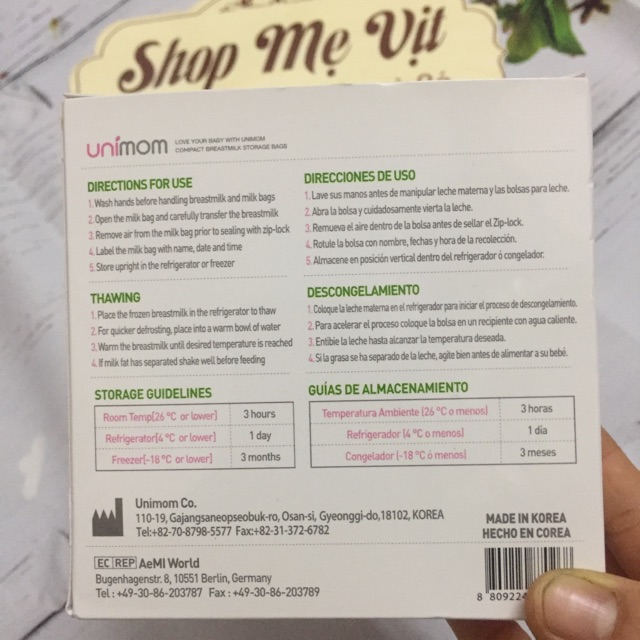 Shop Mẹ Vịt
unimom
LOVE YOUR BABY WITH UNIMOM
COMPACT BREASTMILK STORAGE BAGS
DIRECTIONS FOR USE
1. Wash hands before handling breastmilk and milk bags
2. Open the milk bag and carefully transfer the breastmilk
3. Remove air from the milk bag prior to sealing with zip-lock
4. Label the milk bag with name, date and time
5. Store upright in the refrigerator or freezer
THAWING
1. Place the frozen breastmilk in the refrigerator to thaw
2. For quicker defrosting, place into a warm bowl of water
3. Warm the breastmilk until desired temperature is reached
4. If milk fat has separated shake well before feeding
STORAGE GUIDELINES
Room Temp(26 °C or lower) 3 hours
Refrigerator(4 °C or lower) 1 day
Freezer(-18 °C or lower) 3 months
DIRECCIONES DE USO
1. Lave sus manos antes de manipular leche materna y las bolsas para leche.
2. Abra la bolsa y cuidadosamente vierta la leche.
3. Remueva el aire dentro de la bolsa antes de sellar el Zip-lock.
4. Rotule la bolsa con nombre, fechas y hora de la recolección.
5. Almacene en posición vertical dentro del refrigerador ó congelador.
DESCONGELAMIENTO
1. Coloque la leche materna en el refrigerador para iniciar el proceso de descongelamiento.
2. Para acelerar el proceso coloque la bolsa en un recipiente con agua caliente.
3. Entibie la leche hasta alcanzar la temperatura deseada.
4. Si la grasa se ha separado de la leche, agite bien antes de alimentar a su bebé.
GUÍAS DE ALMACENAMIENTO
Temperatura Ambiente (26 °C o menos) 3 horas
Refrigerador (4 °C o menos) 1 día
Congelador (-18 °C ó menos) 3 meses
Unimom Co.
110-19, Gajangsaneopseobuk-ro, Osan-si, Gyeonggi-do,18102, KOREA
Tel:+82-70-8798-5577 Fax:+82-31-372-6782
EC REP AeMI World
Bugenhagenstr. 8, 10551 Berlin, Germany
Tel : +49-30-86-203787 Fax : +49-30-86-203789
MADE IN KOREA
HECHO EN COREA
8 809224